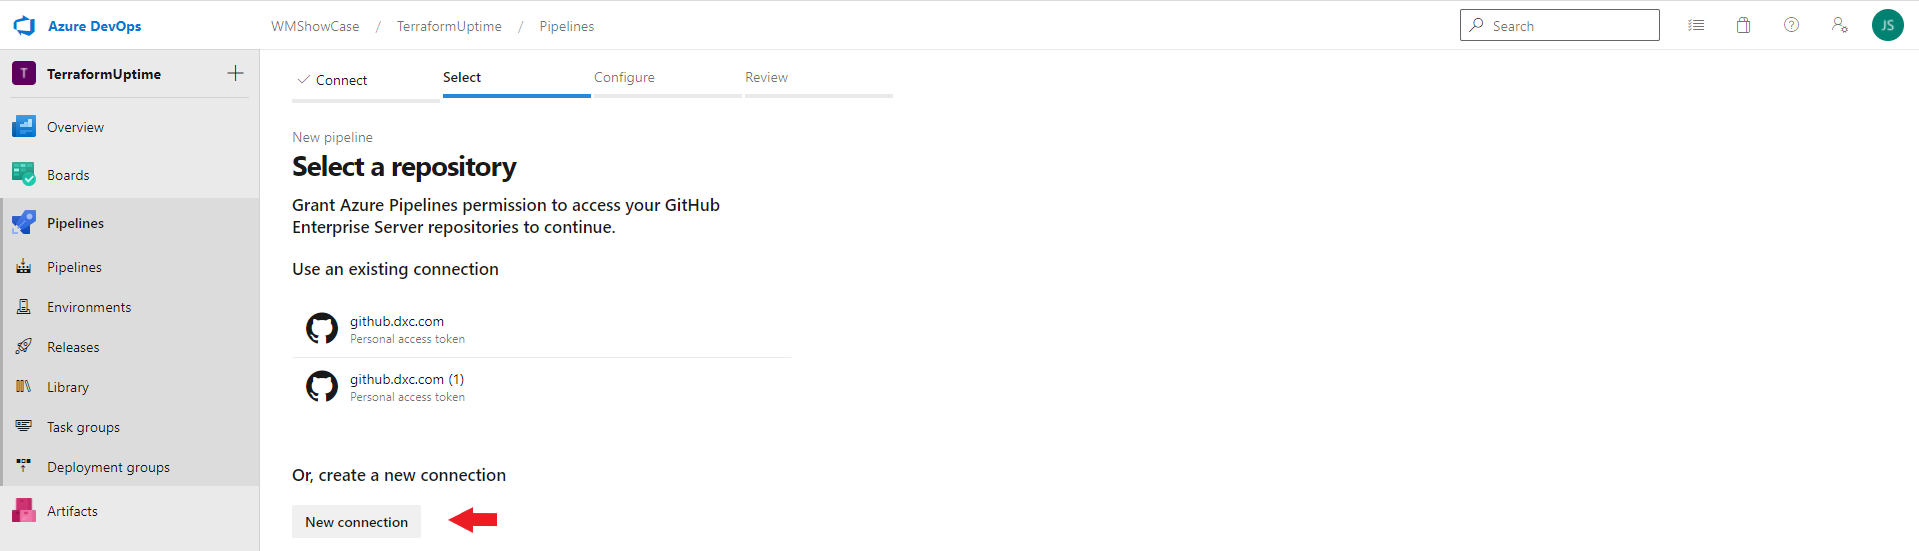 Azure DevOps
WMShowCase / TerraformUptime / Pipelines
Search
JS
T TerraformUptime
Overview
Boards
Pipelines
Pipelines
Environments
Releases
Library
Task groups
Deployment groups
Artifacts
Connect Select Configure Review
New pipeline
Select a repository
Grant Azure Pipelines permission to access your GitHub
Enterprise Server repositories to continue.
Use an existing connection
github.dxc.com
Personal access token
github.dxc.com (1)
Personal access token
Or, create a new connection
New connection